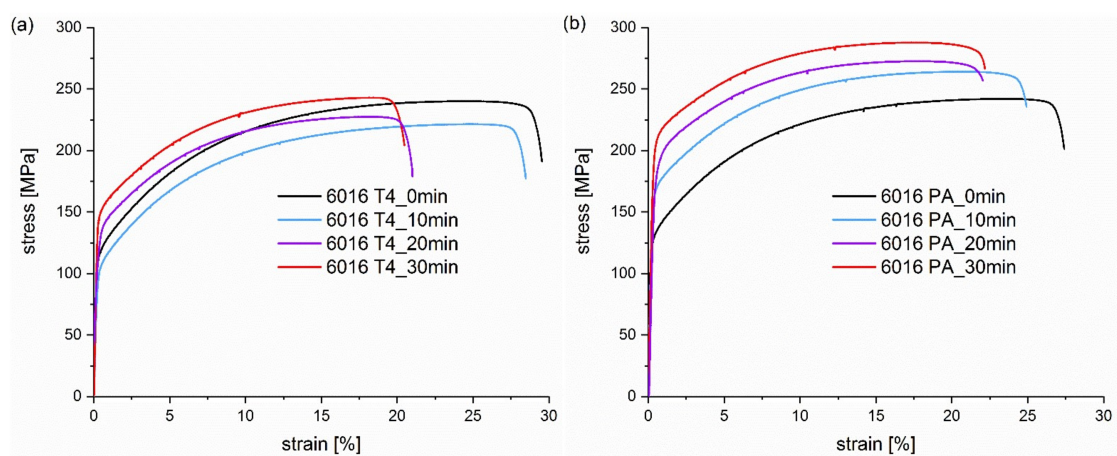 (a)
300
250
200
150
100
50
0
stress [MPa]
6016 T4_0min
6016 T4_10min
6016 T4_20min
6016 T4_30min
0 5 10 15 20 25 30
strain [%]
(b)
300
250
200
150
100
50
0
stress [MPa]
6016 PA_0min
6016 PA_10min
6016 PA_20min
6016 PA_30min
0 5 10 15 20 25 30
strain [%]